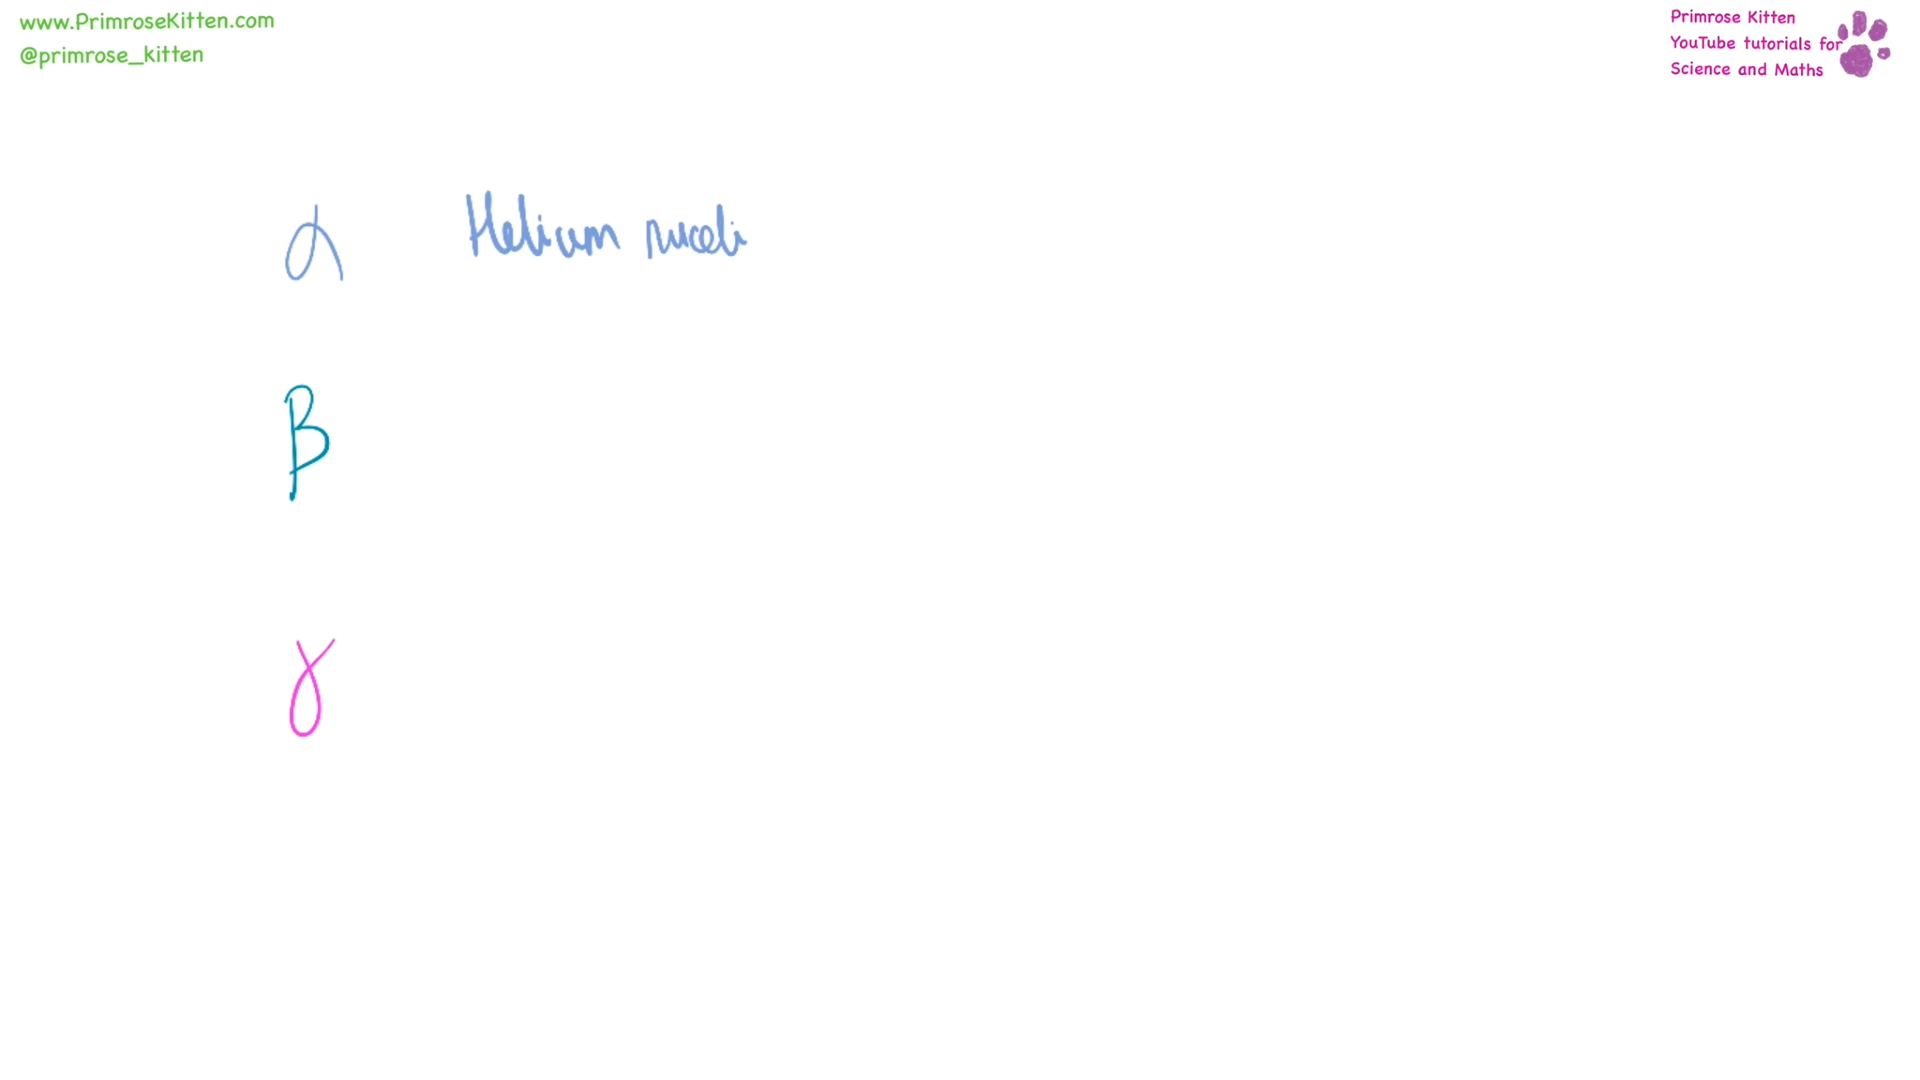 www.PrimroseKitten.com
@primrose_kitten
Primrose Kitten
YouTube tutorials for
Science and Maths
α Helium nuceli
β
γ